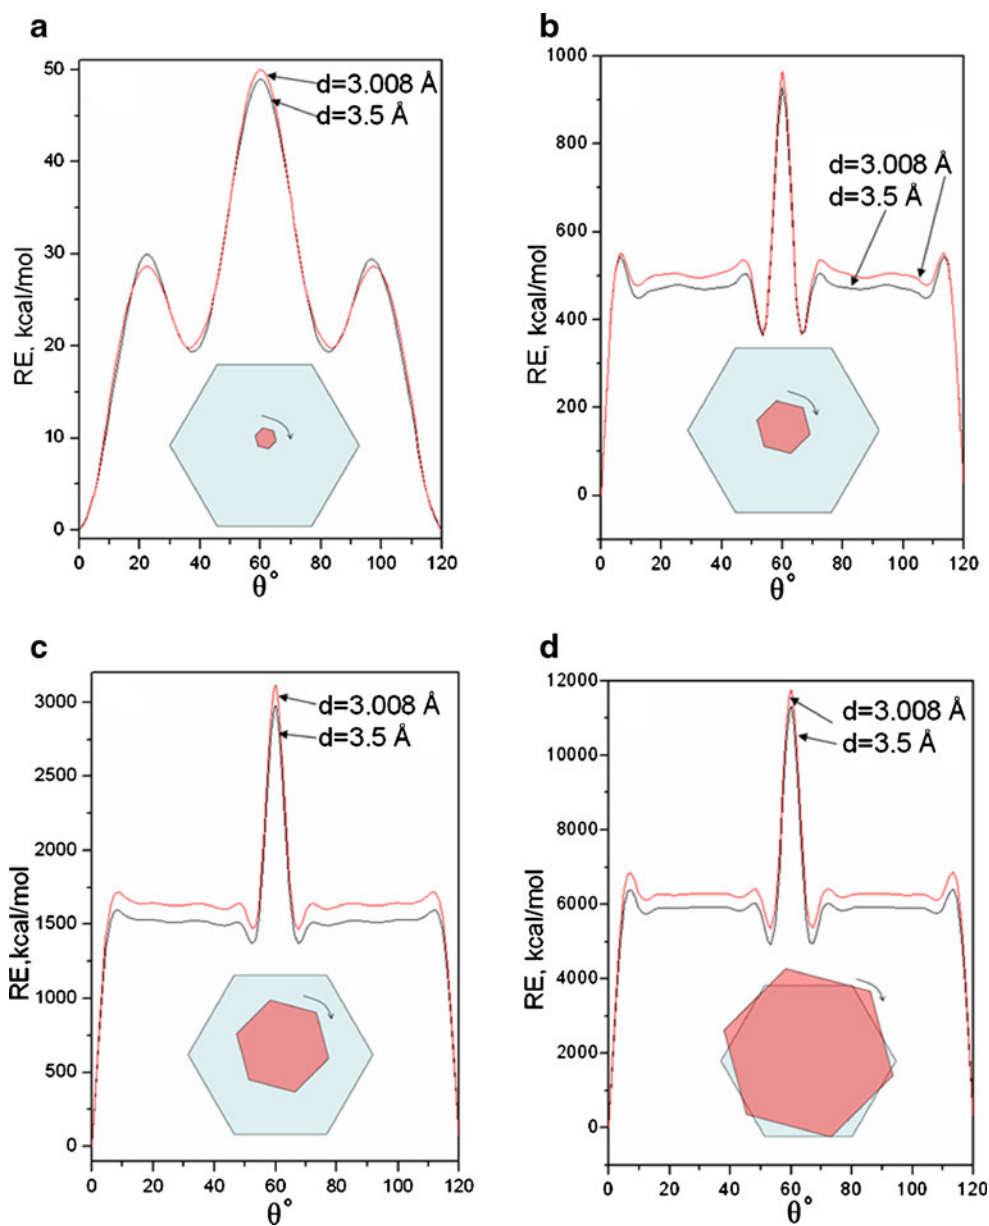 a
50
40
30
20
10
0
RE, kcal/mol
d=3.008 Å
d=3.5 Å
0 20 40 60 80 100 120
θ°
b
1000
800
600
400
200
0
RE, kcal/mol
d=3.008 Å
d=3.5 Å
0 20 40 60 80 100 120
θ°
c
3000
2500
2000
1500
1000
500
0
RE,kcal/mol
d=3.008 Å
d=3.5 Å
0 20 40 60 80 100 120
θ°
d
12000
10000
8000
6000
4000
2000
0
RE, kcal/mol
d=3.008 Å
d=3.5 Å
0 20 40 60 80 100 120
θ°